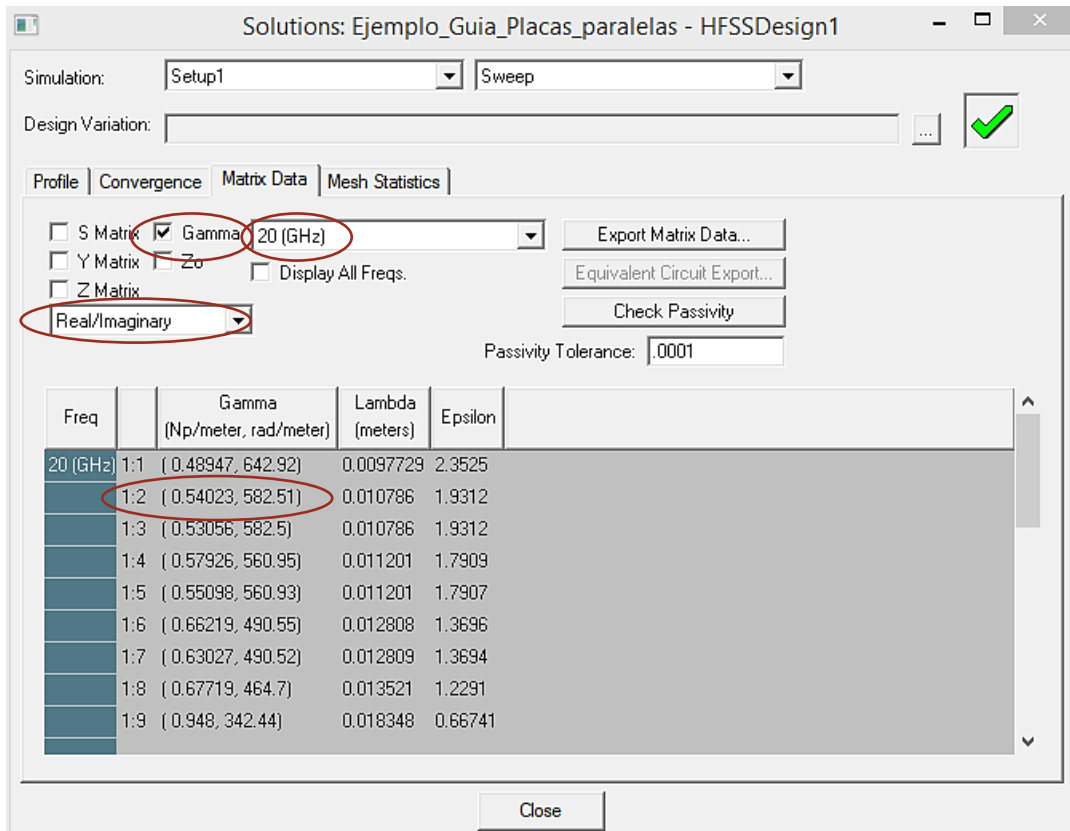 Solutions: Ejemplo_Guia_Placas_paralelas - HFSSDesign1
Simulation: Setup1 Sweep
Design Variation: ...
Profile Convergence Matrix Data Mesh Statistics
S Matrix Gamma 20 (GHz) Export Matrix Data...
Y Matrix Zo Display All Freqs. Equivalent Circuit Export...
Z Matrix Check Passivity
Real/Imaginary
Passivity Tolerance: .0001
Freq Gamma (Np/meter, rad/meter) Lambda (meters) Epsilon
20 (GHz) 1:1 ( 0.48947, 642.92) 0.0097729 2.3525
1:2 ( 0.54023, 582.51) 0.010786 1.9312
1:3 ( 0.53056, 582.5) 0.010786 1.9312
1:4 ( 0.57926, 560.95) 0.011201 1.7909
1:5 ( 0.55098, 560.93) 0.011201 1.7907
1:6 ( 0.66219, 490.55) 0.012808 1.3696
1:7 ( 0.63027, 490.52) 0.012809 1.3694
1:8 ( 0.67719, 464.7) 0.013521 1.2291
1:9 ( 0.948, 342.44) 0.018348 0.66741
Close